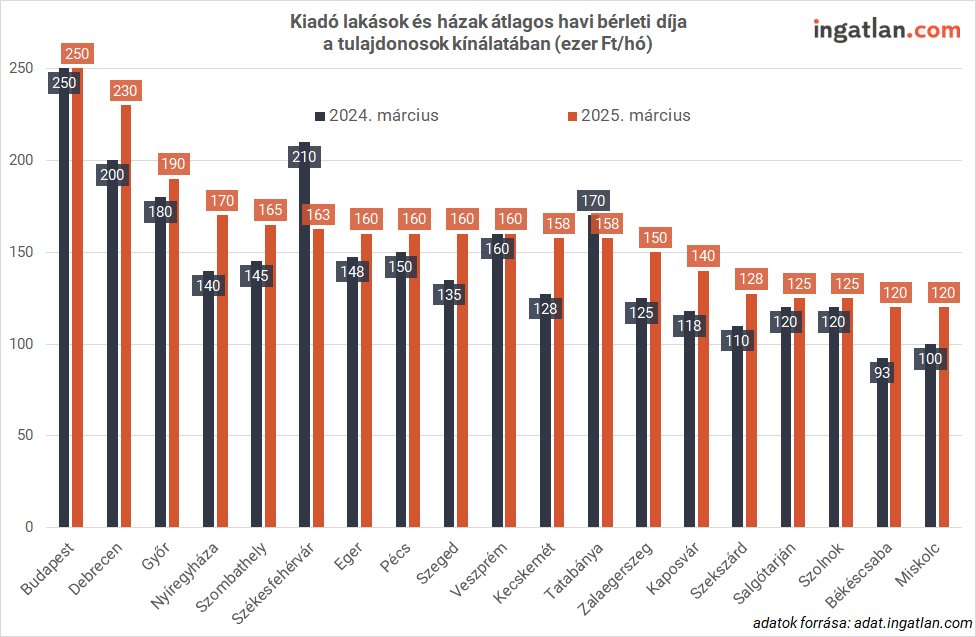 Kiadó lakások és házak átlagos havi bérleti díja
a tulajdonosok kínálatában (ezer Ft/hó)
ingatlan.com
2024. március
2025. március
250
200
150
100
50
0
250
250
200
230
180
190
140
170
145
165
210
163
148
160
150
160
135
160
160
160
128
158
170
158
125
150
118
140
110
128
120
125
120
125
93
120
100
120
Budapest
Debrecen
Győr
Nyíregyháza
Szombathely
Székesfehérvár
Eger
Pécs
Szeged
Veszprém
Kecskemét
Tatabánya
Zalaegerszeg
Kaposvár
Szekszárd
Salgótarján
Szolnok
Békéscsaba
Miskolc
adatok forrása: adat.ingatlan.com